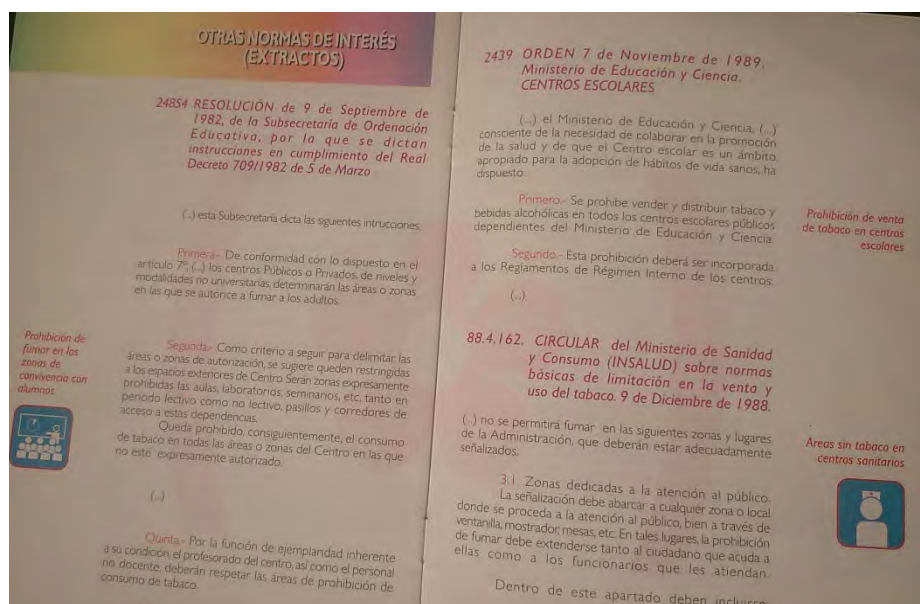 OTRAS NORMAS DE INTERÉS
(EXTRACTOS)
24854 RESOLUCIÓN de 9 de Septiembre de
1982, de la Subsecretaría de Ordenación
Educativa, por la que se dictan
instrucciones en cumplimiento del Real
Decreto 709/1982 de 5 de Marzo
(...) esta Subsecretaría dicta las siguientes intrucciones:
Primera.- De conformidad con lo dispuesto en el
artículo 7º, (...) los centros Públicos o Privados, de niveles y
modalidades no universitarias, determinarán las áreas o zonas
en las que se autorice a fumar a los adultos.
Prohibición de
fumar en las
zonas de
convivencia con
alumnos
Segunda.- Como criterio a seguir para delimitar las
áreas o zonas de autorización, se sugiere queden restringidas
a los espacios exteriores de Centro. Serán zonas expresamente
prohibidas las aulas, laboratorios, seminarios, etc, tanto en
periodo lectivo como no lectivo, pasillos y corredores de
acceso a estas dependencias.
Queda prohibido, consiguientemente, el consumo
de tabaco en todas las áreas o zonas del Centro en las que
no esté expresamente autorizado.
(...)
Quinta.- Por la función de ejemplaridad inherente
a su condición, el profesorado del centro, así como el personal
no docente, deberán respetar las áreas de prohibición de
consumo de tabaco.
2439 ORDEN 7 de Noviembre de 1989.
Ministerio de Educación y Ciencia.
CENTROS ESCOLARES
(...) el Ministerio de Educación y Ciencia, (...)
consciente de la necesidad de colaborar en la promoción
de la salud y de que el Centro escolar es un ámbito
apropiado para la adopción de hábitos de vida sanos, ha
dispuesto:
Primero.- Se prohibe vender y distribuir tabaco y
bebidas alcohólicas en todos los centros escolares públicos
dependientes del Ministerio de Educación y Ciencia.
Prohibición de venta
de tabaco en centros
escolares
Segundo.- Esta prohibición deberá ser incorporada
a los Reglamentos de Régimen Interno de los centros.
(...)
88.4.162. CIRCULAR del Ministerio de Sanidad
y Consumo (INSALUD) sobre normas
básicas de limitación en la venta y
uso del tabaco. 9 de Diciembre de 1988.
(...) no se permitirá fumar en las siguientes zonas y lugares
de la Administración, que deberán estar adecuadamente
señalizados.
Areas sin tabaco en
centros sanitarios
3.1 Zonas dedicadas a la atención al público.
La señalización debe abarcar a cualquier zona o local
donde se proceda a la atención al público, bien a través de
ventanilla, mostrador, mesas, etc. En tales lugares, la prohibición
de fumar debe extenderse tanto al ciudadano que acuda a
ellas como a los funcionarios que les atiendan.
Dentro de este apartado deben incluirse